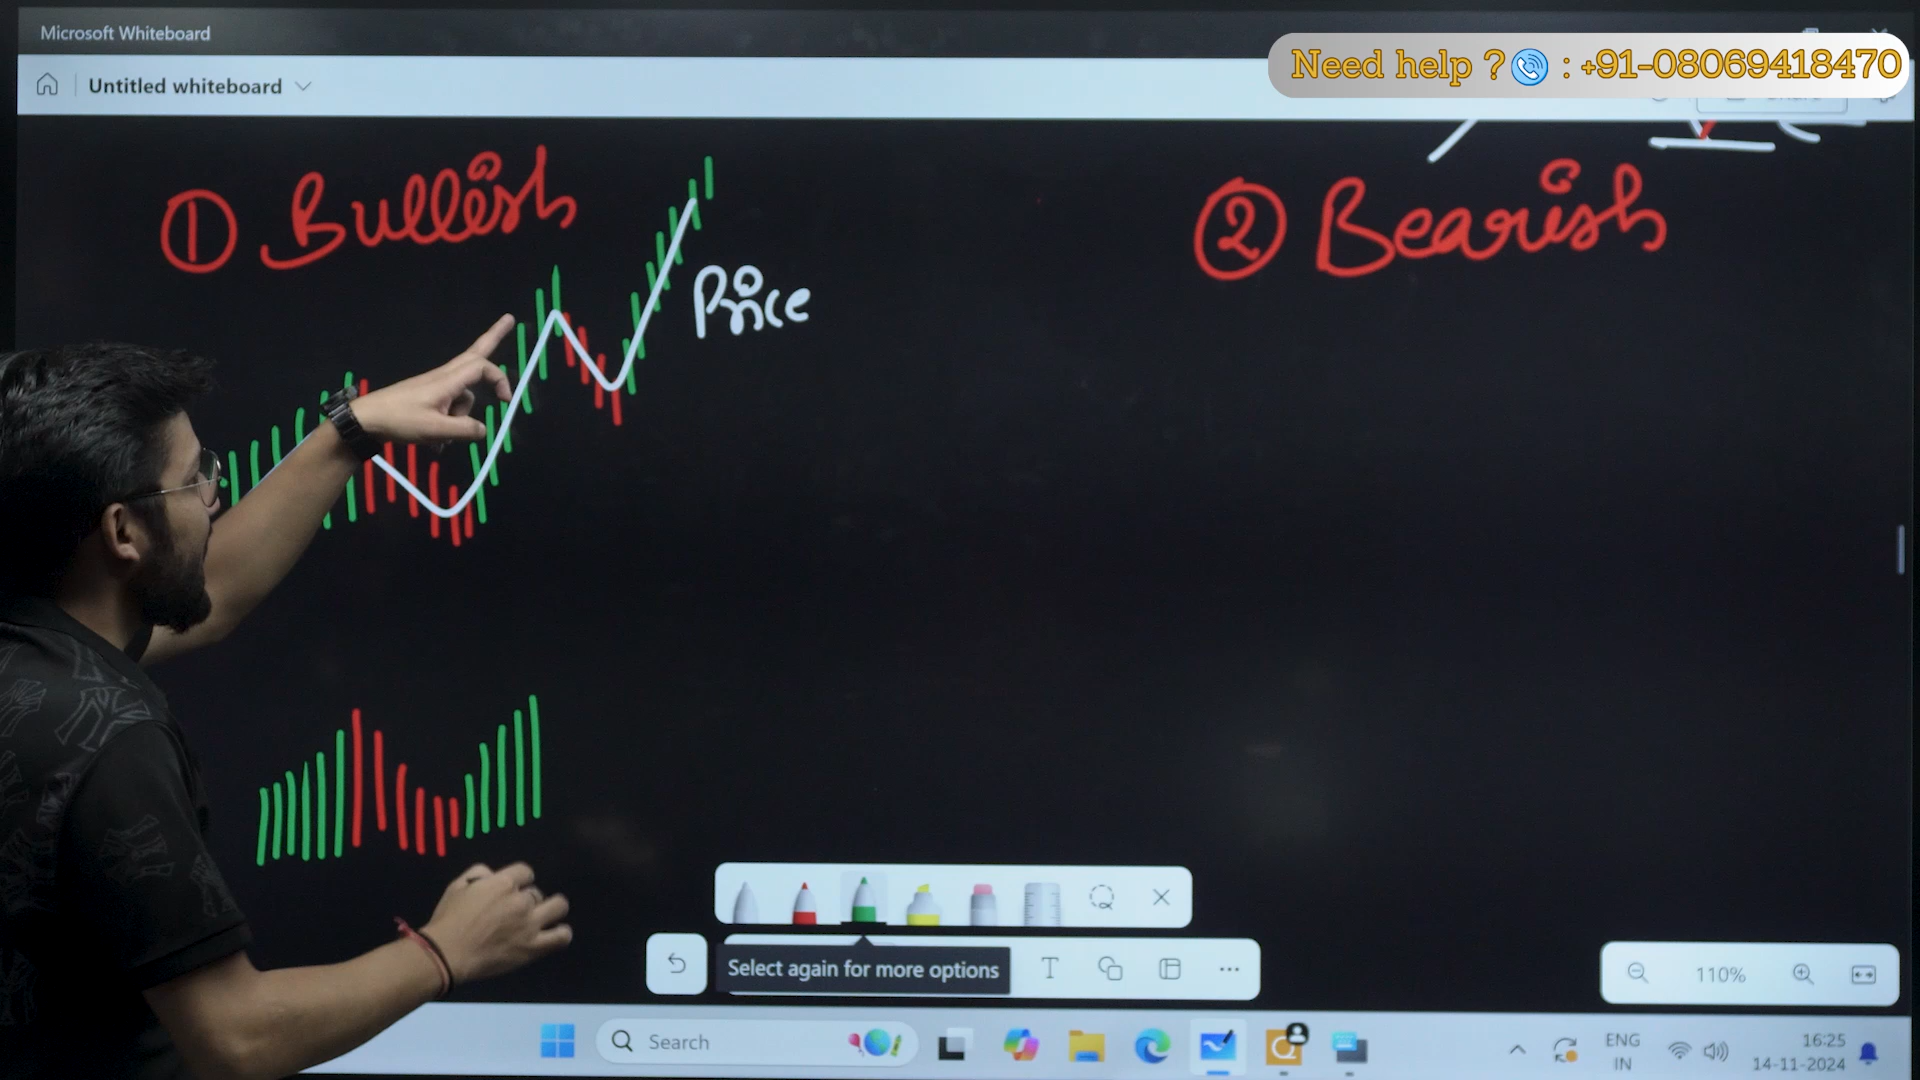 Microsoft Whiteboard
Need help ? : +91-08069418470
Untitled whiteboard
① Bullish
② Bearish
Price
Select again for more options
T
110%
Search
ENG
IN
16:25
14-11-2024